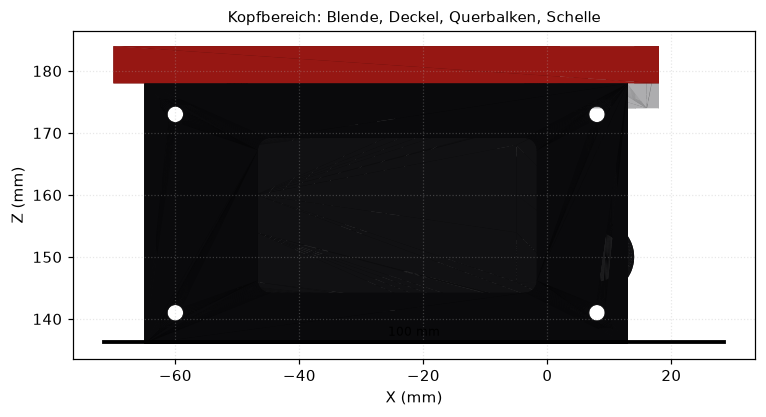 Kopfbereich: Blende, Deckel, Querbalken, Schelle
180
170
160
150
140
Z (mm)
100 mm
−60 −40 −20 0 20
X (mm)